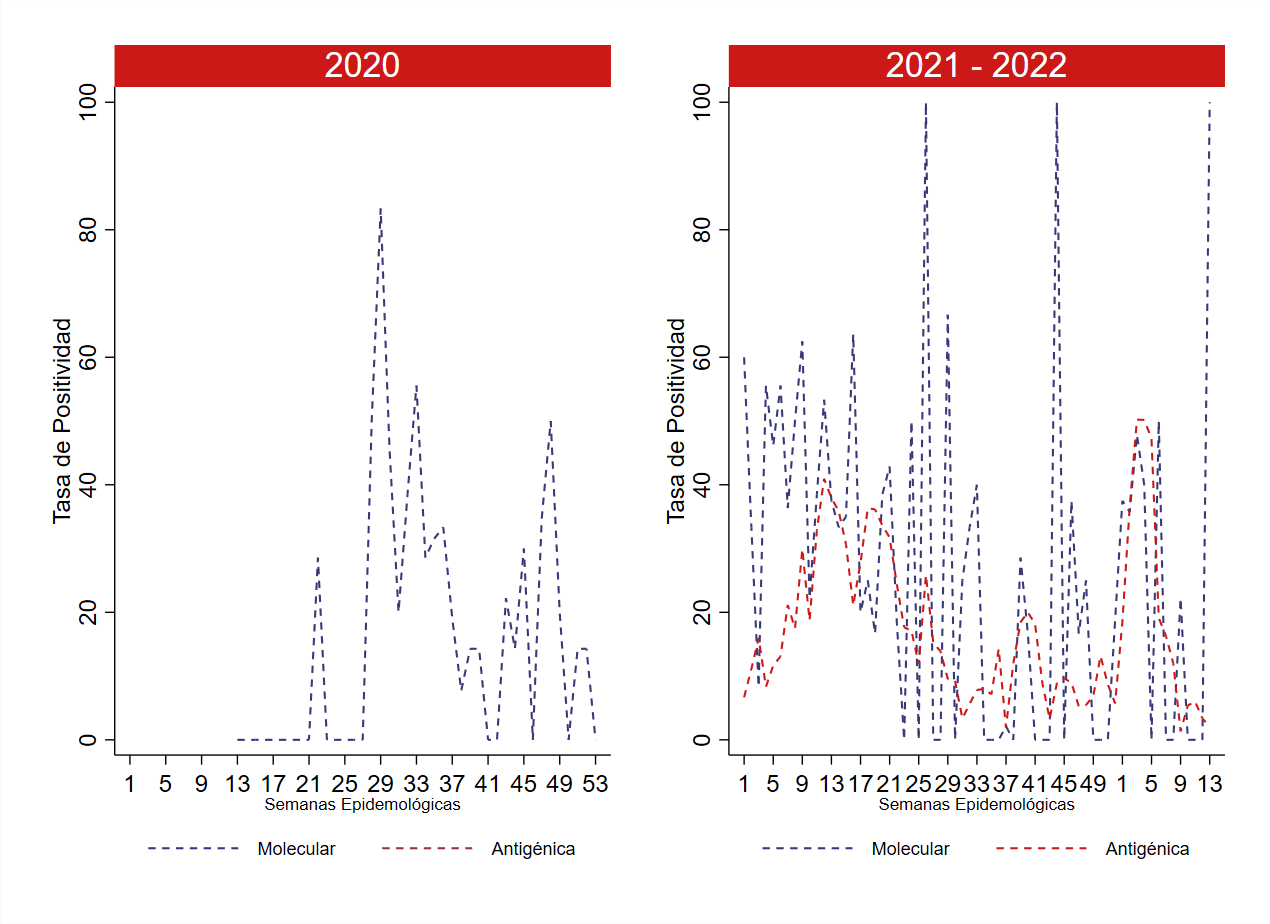 2020
Tasa de Positividad
100
80
60
40
20
0
1 5 9 13 17 21 25 29 33 37 41 45 49 53
Semanas Epidemológicas
Molecular Antigénica
2021 - 2022
Tasa de Positividad
100
80
60
40
20
0
1 5 9 13 17 21 25 29 33 37 41 45 49 1 5 9 13
Semanas Epidemológicas
Molecular Antigénica